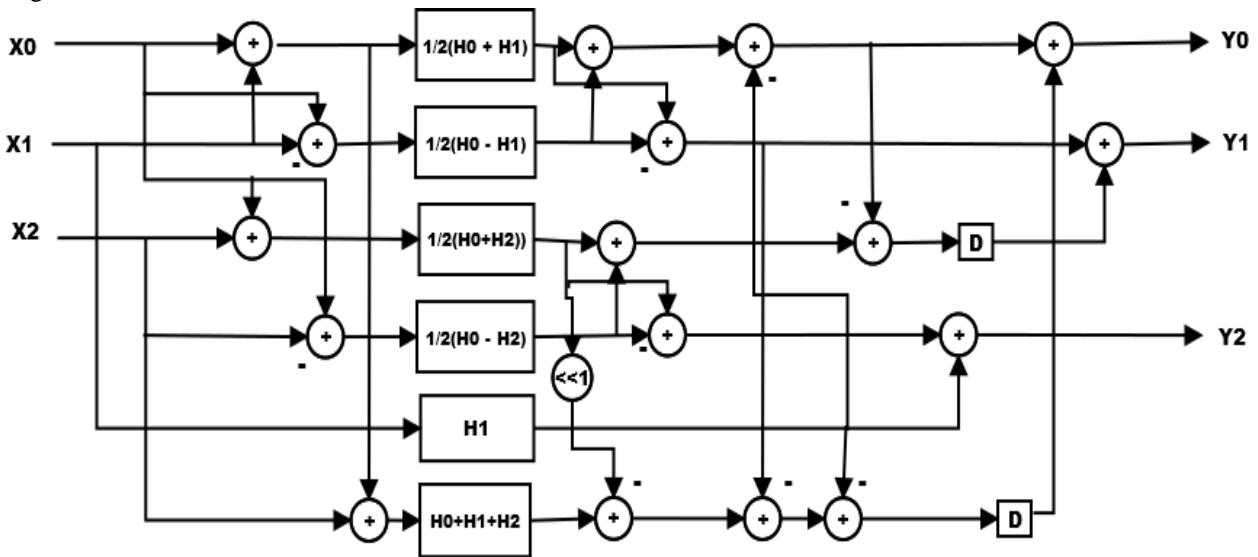 X0 + 1/2(H0 + H1) + + + Y0
-
X1 + 1/2(H0 - H1) + + Y1
- -
-
X2 + 1/2(H0+H2)) + + D
+ 1/2(H0 - H2) + + Y2
- -
<<1
H1
- - -
+ H0+H1+H2 + + + D